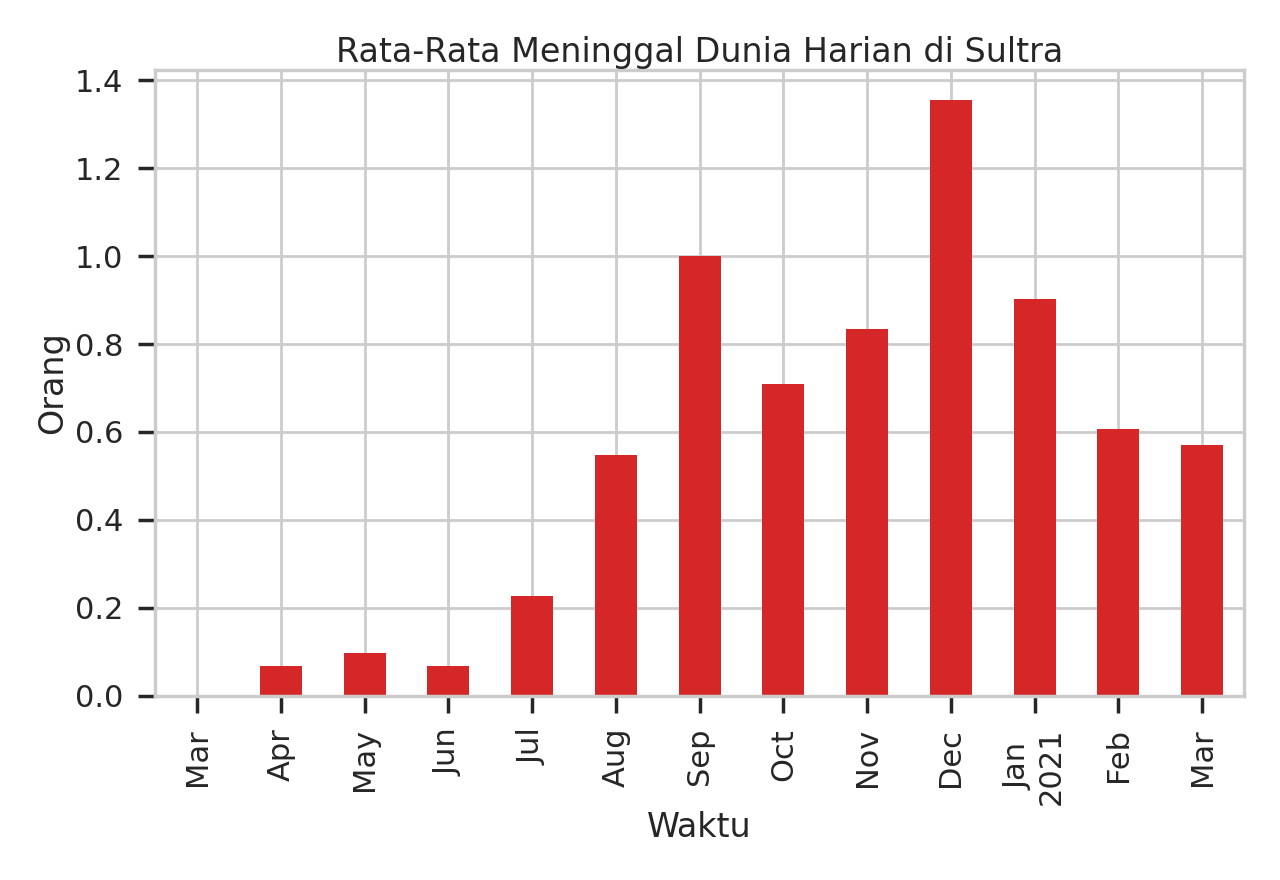 Rata-Rata Meninggal Dunia Harian di Sultra
1.4
1.2
1.0
0.8
0.6
0.4
0.2
0.0
Orang
Mar
Apr
May
Jun
Jul
Aug
Sep
Oct
Nov
Dec
Jan
2021
Feb
Mar
Waktu